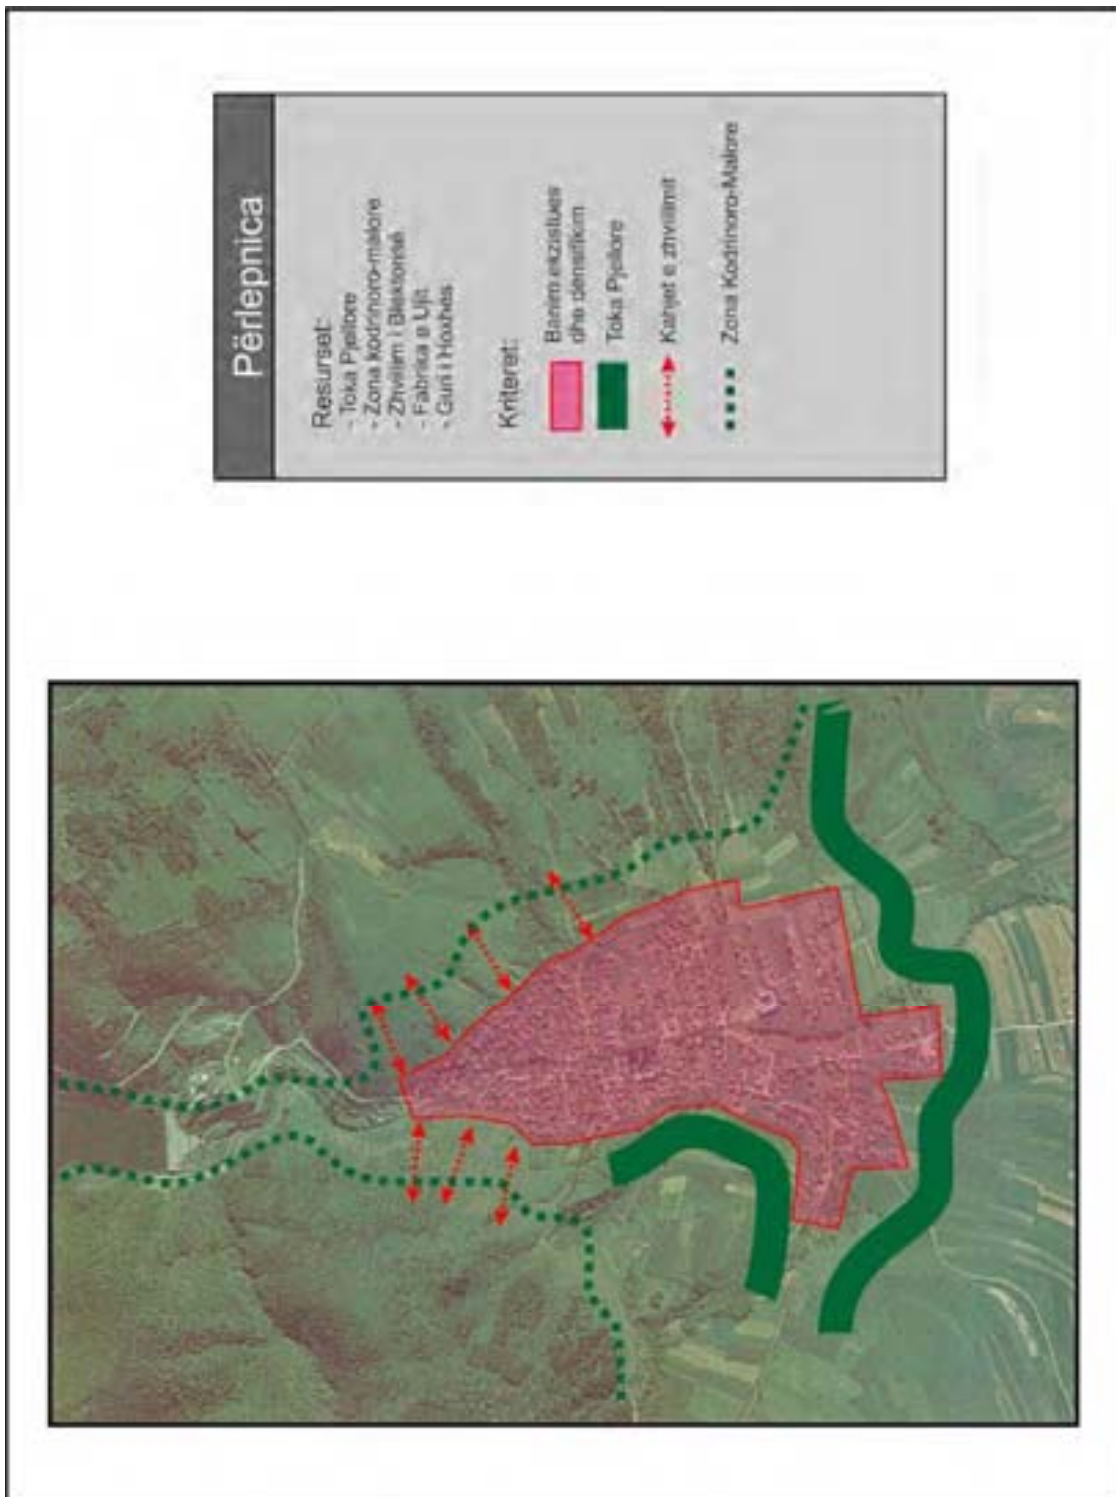 Përlepnica
Resurset:
- Toka Pjellore
- Zona kodrinoro-malore
- Zhvillim i Blektorisë
- Fabrika e Ujit
- Guri i Hoxhës
Kriteret:
Banim ekzistues
dhe densifikim
Toka Pjellore
Kahjet e zhvillimit
Zona Kodrinoro-Malore